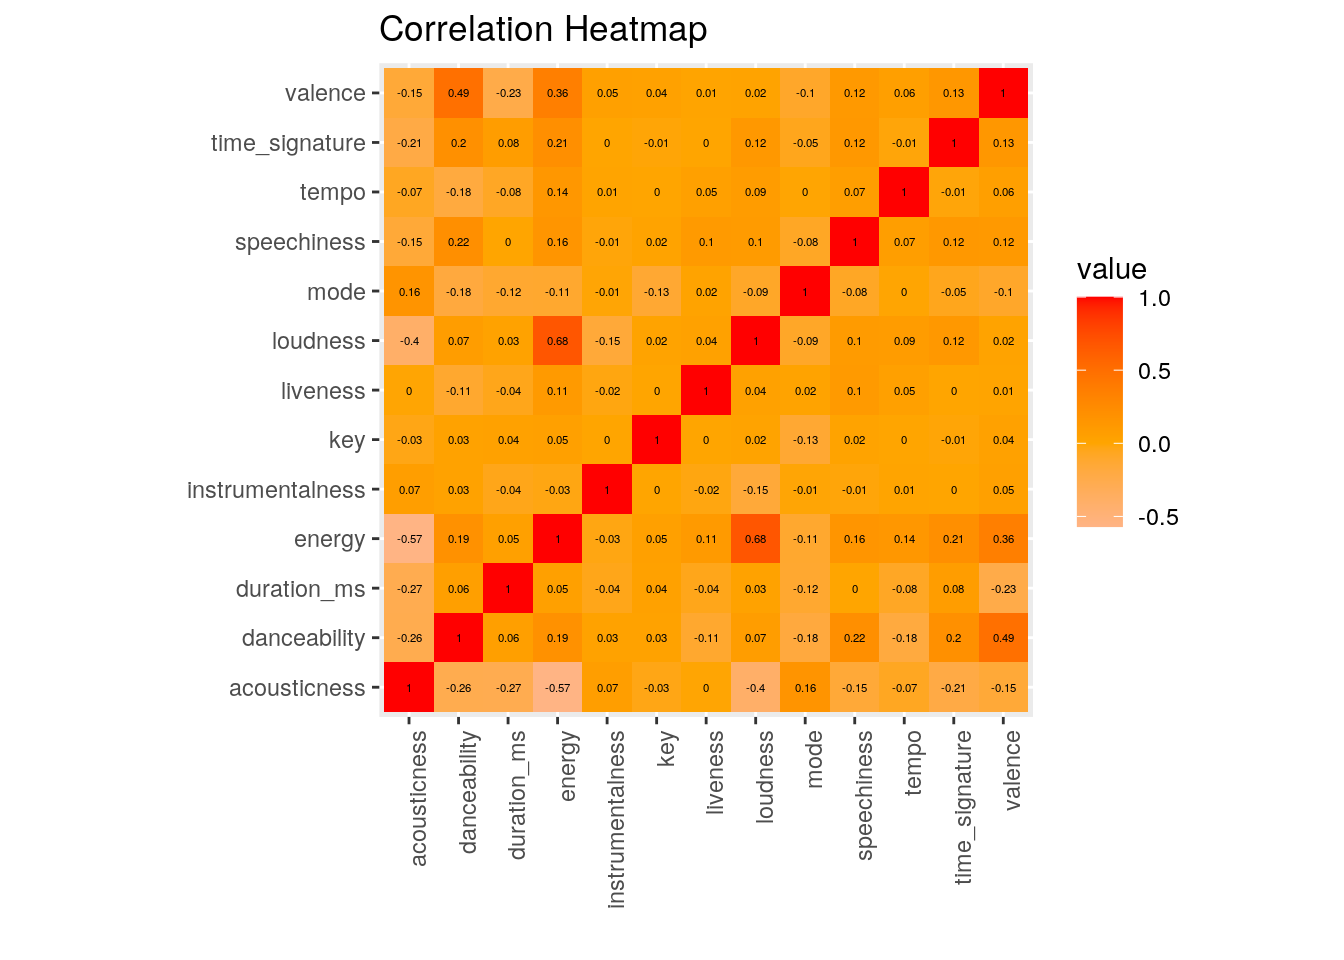 Correlation Heatmap
valence -0.15 0.49 -0.23 0.36 0.05 0.04 0.01 0.02 -0.1 0.12 0.06 0.13 1
time_signature -0.21 0.2 0.08 0.21 0 -0.01 0 0.12 -0.05 0.12 -0.01 1 0.13
tempo -0.07 -0.18 -0.08 0.14 0.01 0 0.05 0.09 0 0.07 1 -0.01 0.06
speechiness -0.15 0.22 0 0.16 -0.01 0.02 0.1 0.1 -0.08 1 0.07 0.12 0.12
mode 0.16 -0.18 -0.12 -0.11 -0.01 -0.13 0.02 -0.09 1 -0.08 0 -0.05 -0.1
loudness -0.4 0.07 0.03 0.68 -0.15 0.02 0.04 1 -0.09 0.1 0.09 0.12 0.02
liveness 0 -0.11 -0.04 0.11 -0.02 0 1 0.04 0.02 0.1 0.05 0 0.01
key -0.03 0.03 0.04 0.05 0 1 0 0.02 -0.13 0.02 0 -0.01 0.04
instrumentalness 0.07 0.03 -0.04 -0.03 1 0 -0.02 -0.15 -0.01 -0.01 0.01 0 0.05
energy -0.57 0.19 0.05 1 -0.03 0.05 0.11 0.68 -0.11 0.16 0.14 0.21 0.36
duration_ms -0.27 0.06 1 0.05 -0.04 0.04 -0.04 0.03 -0.12 0 -0.08 0.08 -0.23
danceability -0.26 1 0.06 0.19 0.03 0.03 -0.11 0.07 -0.18 0.22 -0.18 0.2 0.49
acousticness 1 -0.26 -0.27 -0.57 0.07 -0.03 0 -0.4 0.16 -0.15 -0.07 -0.21 -0.15
acousticness
danceability
duration_ms
energy
instrumentalness
key
liveness
loudness
mode
speechiness
tempo
time_signature
valence
value
1.0
0.5
0.0
-0.5